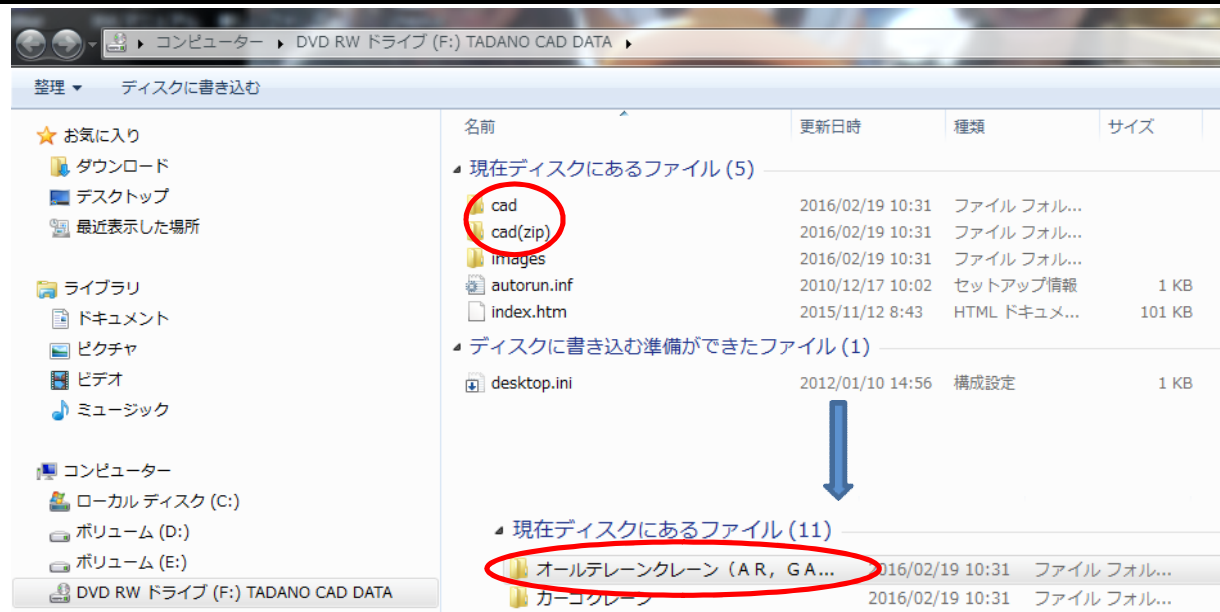 コンピューター ▸ DVD RW ドライブ (F:) TADANO CAD DATA ▸
整理 ▼ ディスクに書き込む
お気に入り
ダウンロード
デスクトップ
最近表示した場所
ライブラリ
ドキュメント
ピクチャ
ビデオ
ミュージック
コンピューター
ローカル ディスク (C:)
ボリューム (D:)
ボリューム (E:)
DVD RW ドライブ (F:) TADANO CAD DATA
名前 更新日時 種類 サイズ
現在ディスクにあるファイル (5)
cad 2016/02/19 10:31 ファイル フォル...
cad(zip) 2016/02/19 10:31 ファイル フォル...
images 2016/02/19 10:31 ファイル フォル...
autorun.inf 2010/12/17 10:02 セットアップ情報 1 KB
index.htm 2015/11/12 8:43 HTML ドキュメ... 101 KB
ディスクに書き込む準備ができたファイル (1)
desktop.ini 2012/01/10 14:56 構成設定 1 KB
現在ディスクにあるファイル (11)
オールテレーンクレーン（ＡＲ，ＧＡ... 2016/02/19 10:31 ファイル フォル...
カーゴクレーン 2016/02/19 10:31 ファイル フォル...